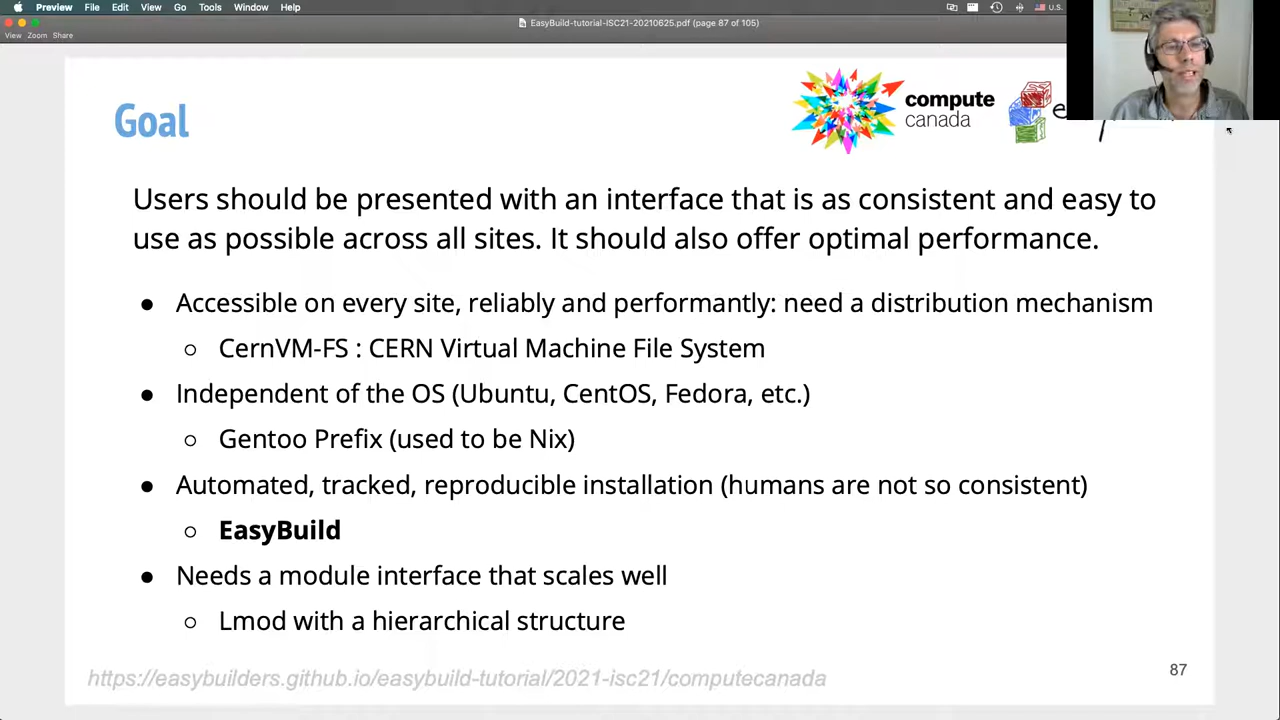 Preview File Edit View Go Tools Window Help
U.S.
EasyBuild-tutorial-ISC21-20210625.pdf (page 87 of 105)
View Zoom Share
Goal
compute
canada
Users should be presented with an interface that is as consistent and easy to
use as possible across all sites. It should also offer optimal performance.
● Accessible on every site, reliably and performantly: need a distribution mechanism
○ CernVM-FS : CERN Virtual Machine File System
● Independent of the OS (Ubuntu, CentOS, Fedora, etc.)
○ Gentoo Prefix (used to be Nix)
● Automated, tracked, reproducible installation (humans are not so consistent)
○ EasyBuild
● Needs a module interface that scales well
○ Lmod with a hierarchical structure
https://easybuilders.github.io/easybuild-tutorial/2021-isc21/computecanada
87